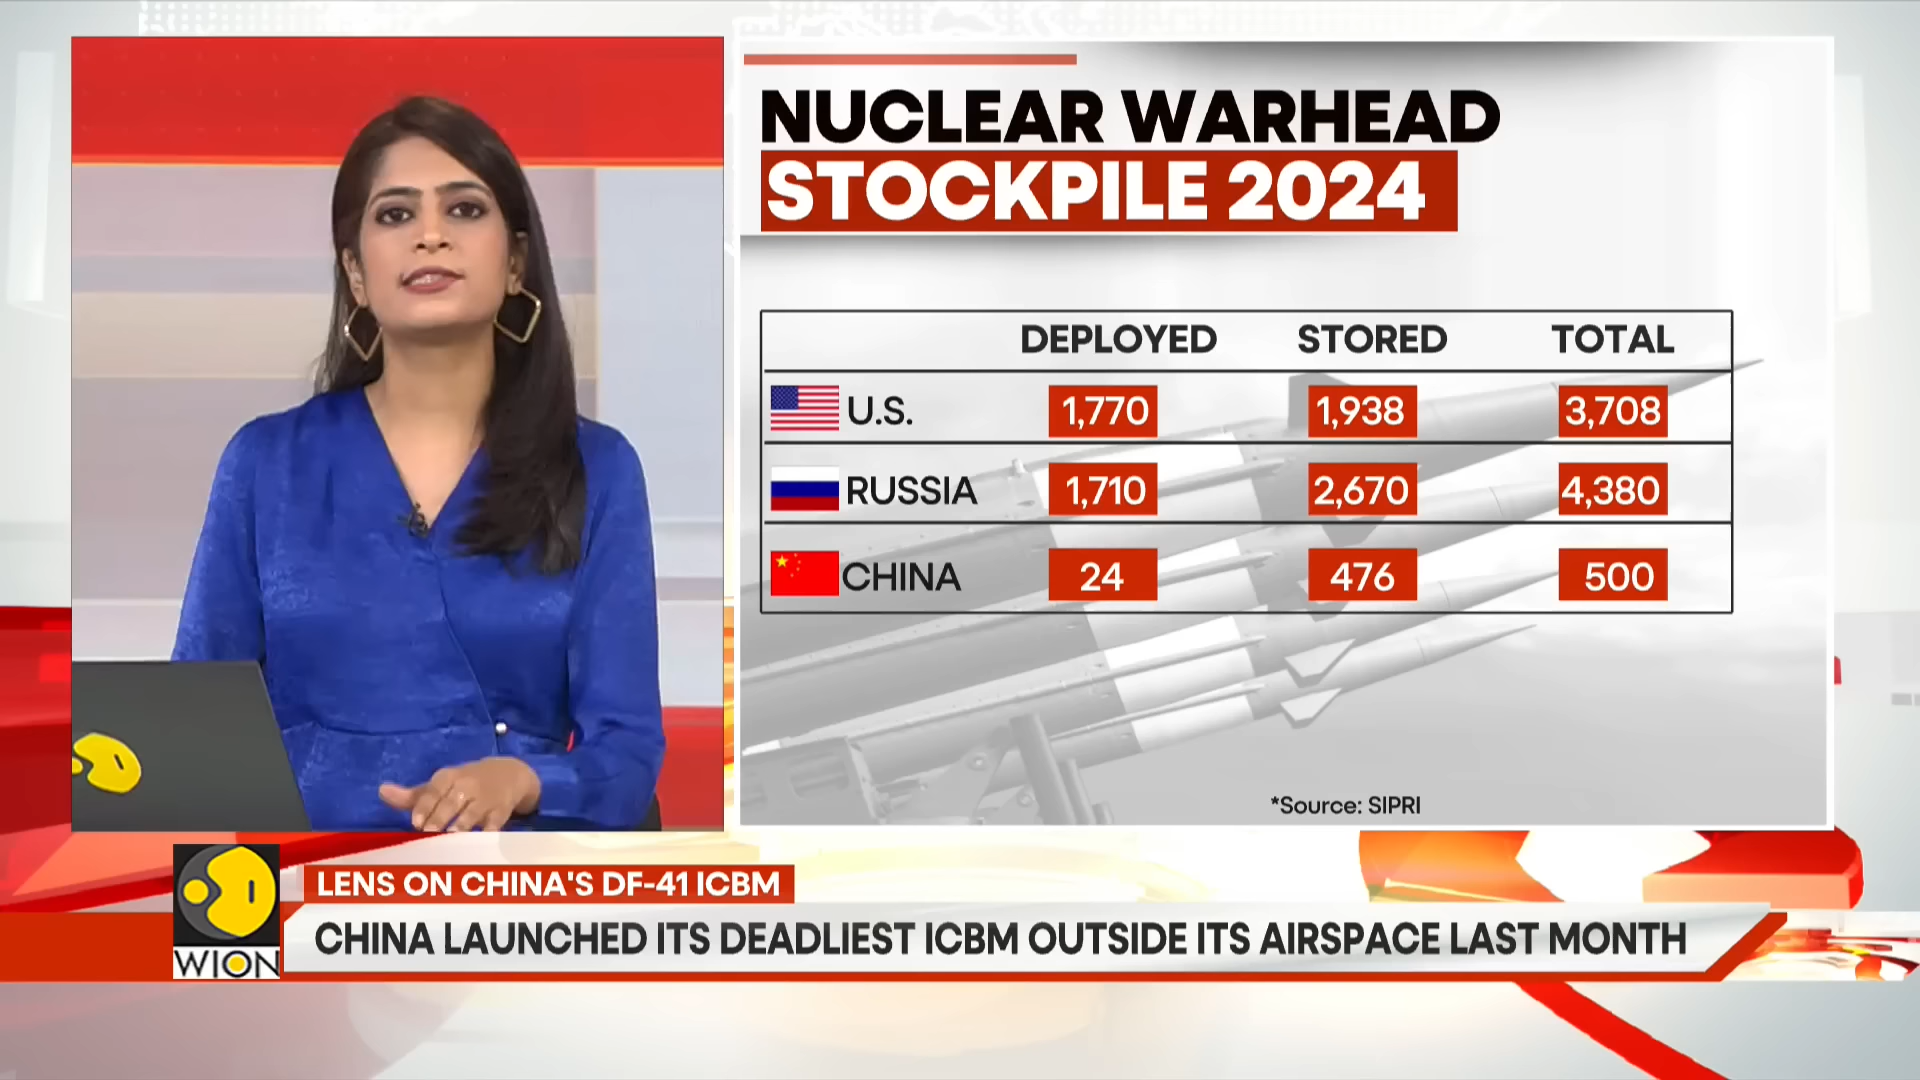 NUCLEAR WARHEAD
STOCKPILE 2024
DEPLOYED STORED TOTAL
U.S. 1,770 1,938 3,708
RUSSIA 1,710 2,670 4,380
CHINA 24 476 500
*Source: SIPRI
LENS ON CHINA'S DF-41 ICBM
CHINA LAUNCHED ITS DEADLIEST ICBM OUTSIDE ITS AIRSPACE LAST MONTH
WION